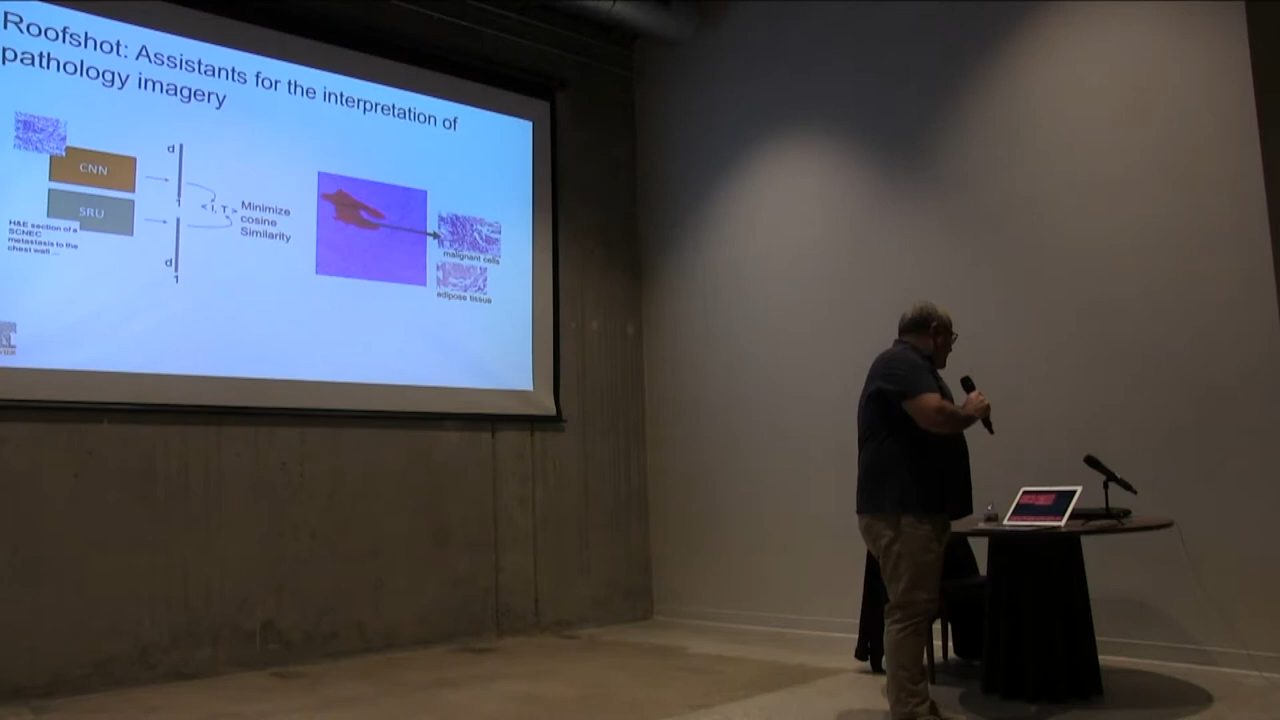 Roofshot: Assistants for the interpretation of
pathology imagery
d
CNN
1
< I, T >
Minimize
cosine
Similarity
SRU
H&E section of a
SCNEC
metastasis to the
chest wall ...
d
1
malignant cells
adipose tissue